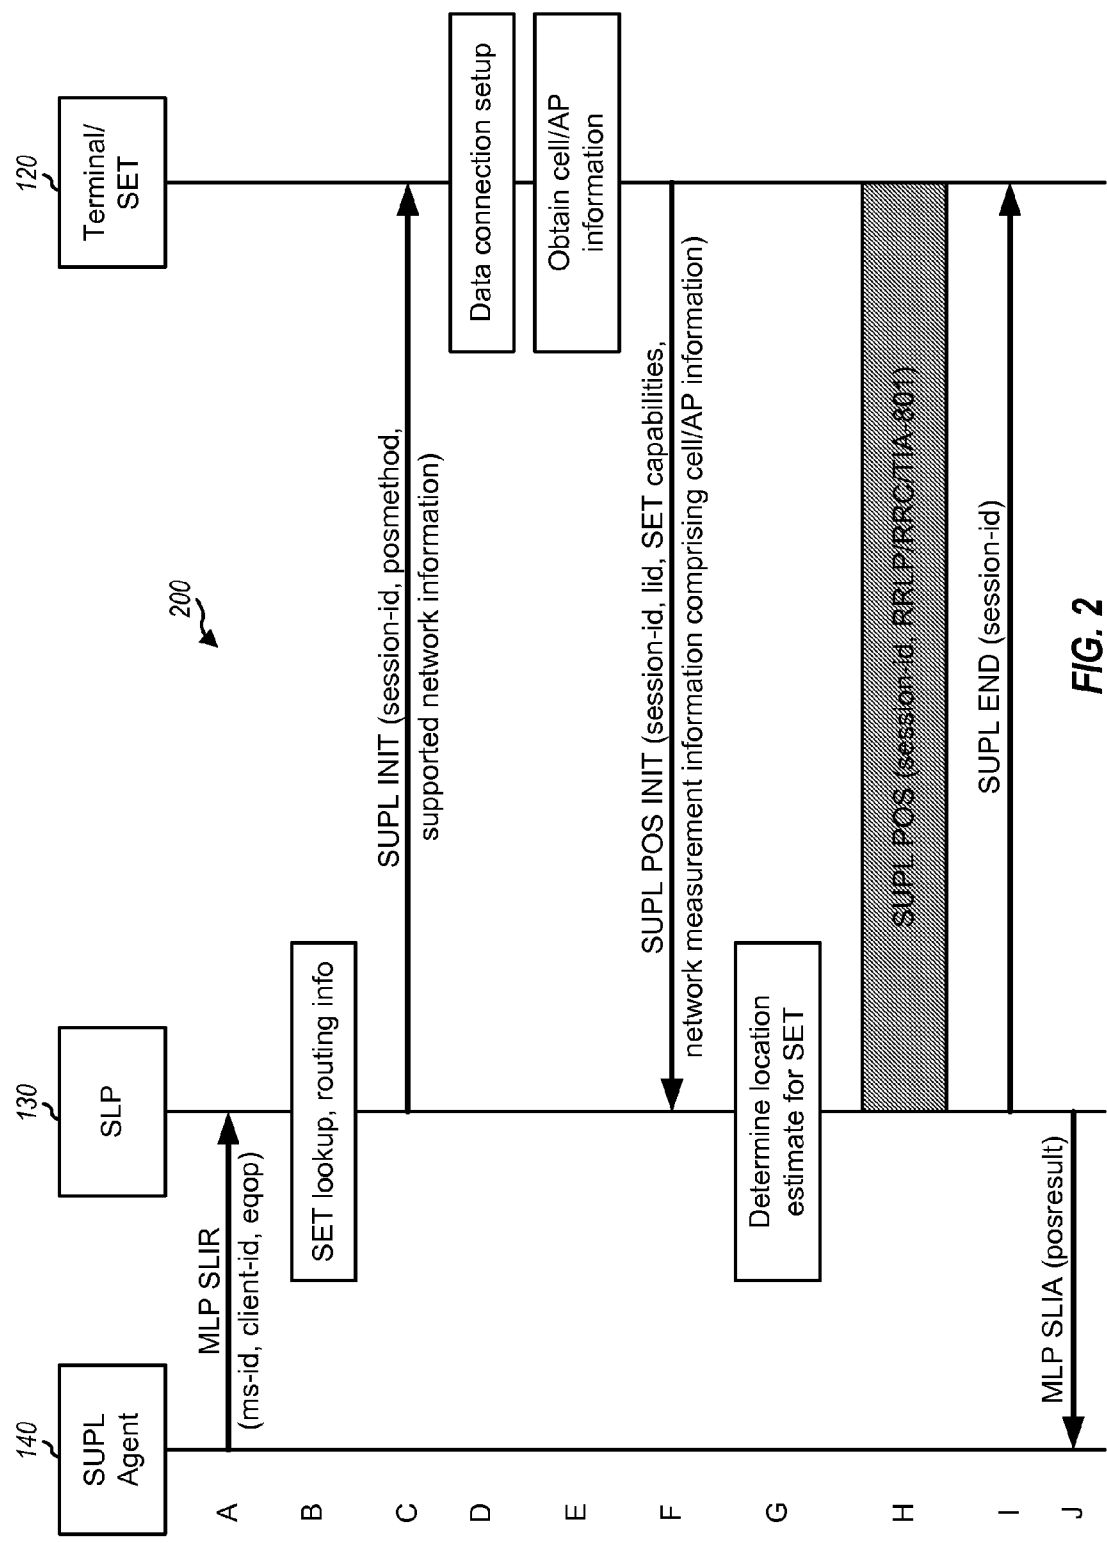 140
130
120
SUPL
Agent
SLP
Terminal/
SET
200
A
MLP SLIR
(ms-id, client-id, eqop)
B
SET lookup, routing info
C
SUPL INIT (session-id, posmethod,
supported network information)
D
Data connection setup
E
Obtain cell/AP
information
F
SUPL POS INIT (session-id, lid, SET capabilities,
network measurement information comprising cell/AP information)
G
Determine location
estimate for SET
H
SUPL POS (session-id, RRLP/RRC/TIA-801)
I
SUPL END (session-id)
J
MLP SLIA (posresult)
FIG. 2